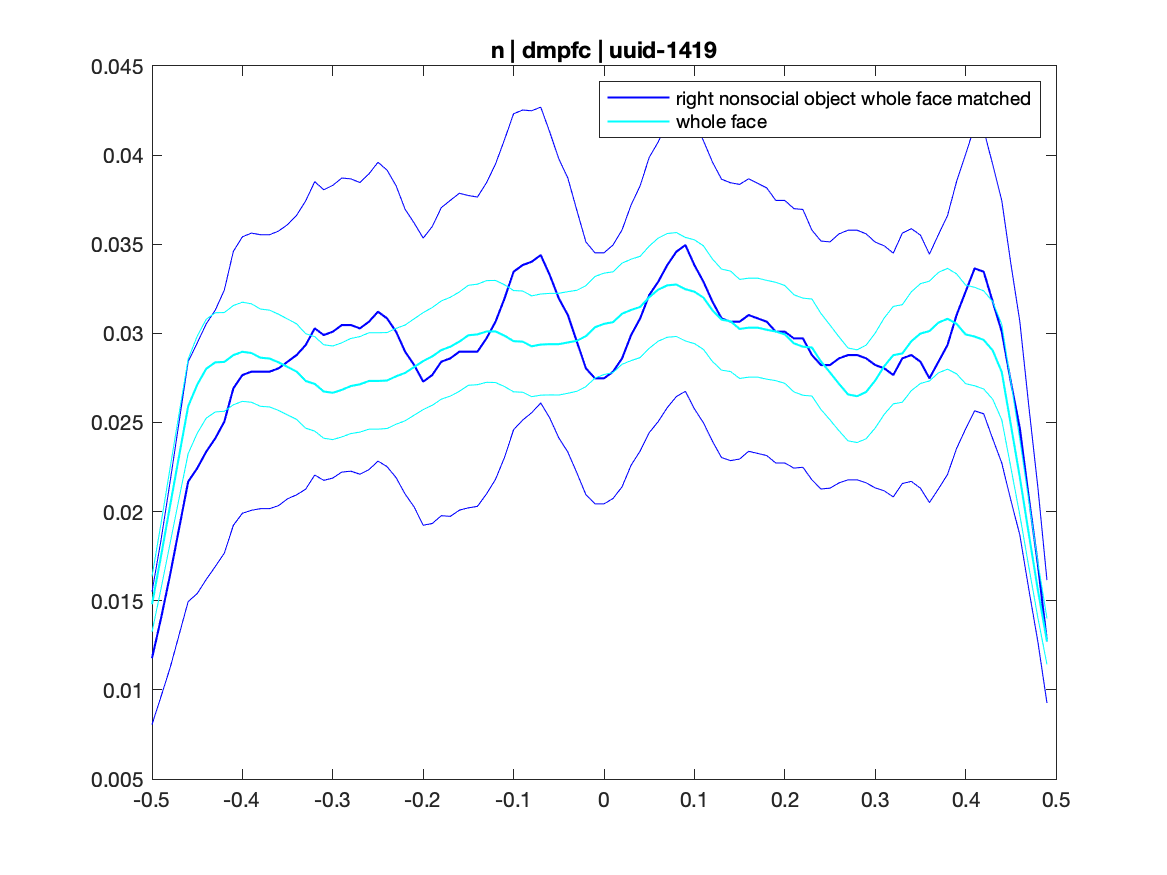 n | dmpfc | uuid-1419
right nonsocial object whole face matched
whole face
0.045
0.04
0.035
0.03
0.025
0.02
0.015
0.01
0.005
-0.5 -0.4 -0.3 -0.2 -0.1 0 0.1 0.2 0.3 0.4 0.5